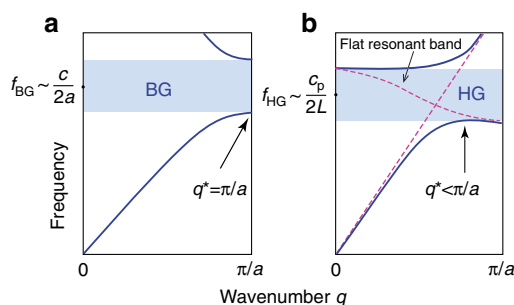 a
f_BG ~ c/2a
BG
q*=π/a
Frequency
0
π/a
b
Flat resonant band
f_HG ~ c_p/2L
HG
q*<π/a
0
π/a
Wavenumber q